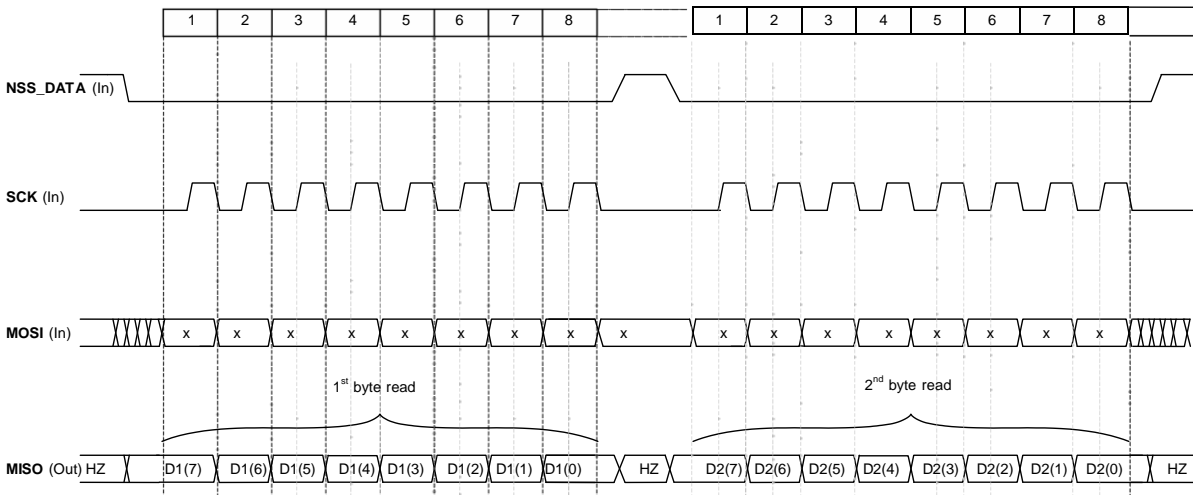 1 2 3 4 5 6 7 8 1 2 3 4 5 6 7 8
NSS_DATA (In)
SCK (In)
MOSI (In) x x x x x x x x x x x x x x x x x
1st byte read 2nd byte read
MISO (Out) HZ D1(7) D1(6) D1(5) D1(4) D1(3) D1(2) D1(1) D1(0) HZ D2(7) D2(6) D2(5) D2(4) D2(3) D2(2) D2(1) D2(0) HZ